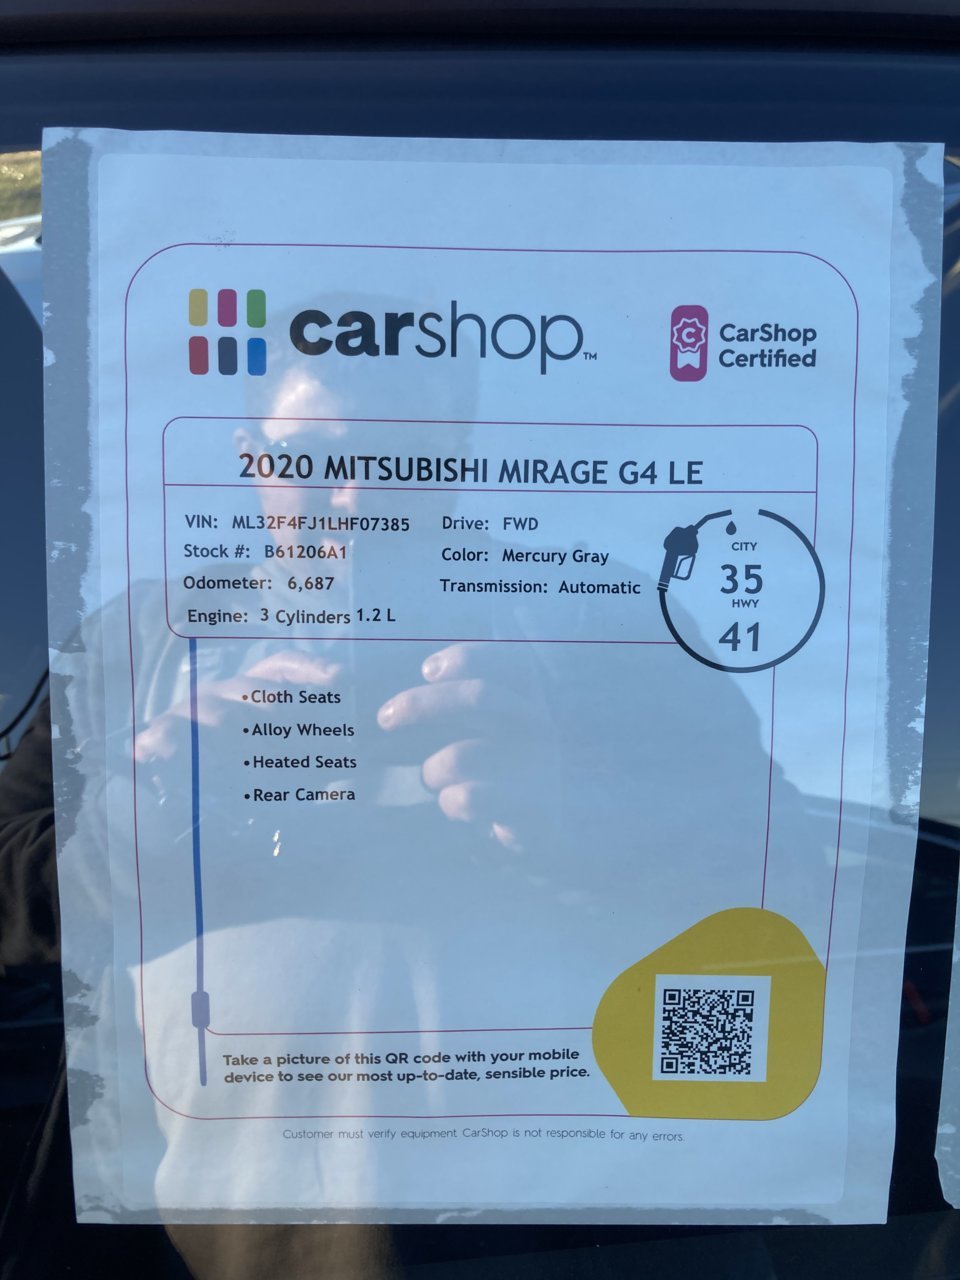 carshop™
CarShop
Certified
2020 MITSUBISHI MIRAGE G4 LE
VIN: ML32F4FJ1LHF07385
Drive: FWD
Stock #: B61206A1
Color: Mercury Gray
Odometer: 6,687
Transmission: Automatic
Engine: 3 Cylinders 1.2 L
CITY
35
HWY
41
•Cloth Seats
•Alloy Wheels
•Heated Seats
•Rear Camera
Take a picture of this QR code with your mobile
device to see our most up-to-date, sensible price.
Customer must verify equipment. CarShop is not responsible for any errors.